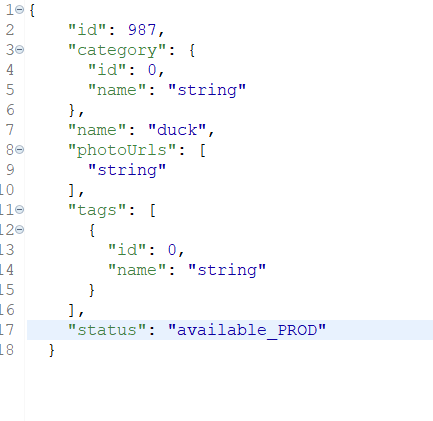 1 {
2 "id": 987,
3 "category": {
4 "id": 0,
5 "name": "string"
6 },
7 "name": "duck",
8 "photoUrls": [
9 "string"
10 ],
11 "tags": [
12 {
13 "id": 0,
14 "name": "string"
15 }
16 ],
17 "status": "available_PROD"
18 }